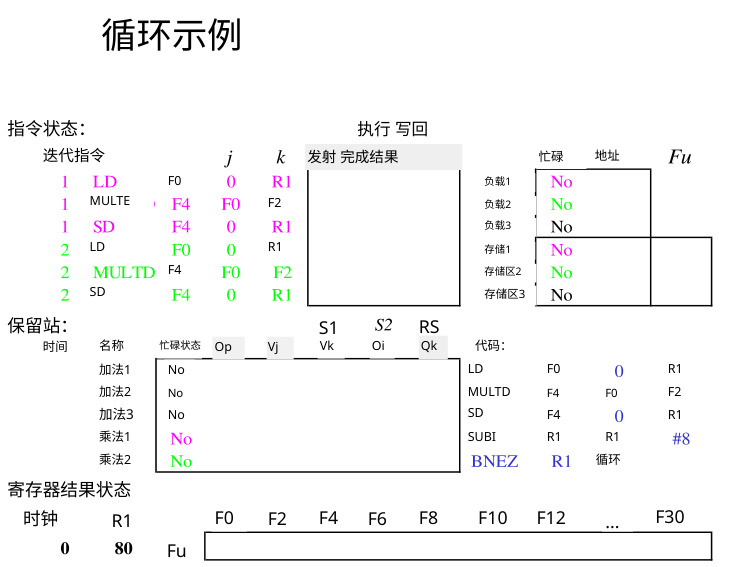 循环示例
指令状态: 执行 写回
迭代指令 j k 发射 完成结果 忙碌 地址 Fu
1 LD F0 0 R1 负载1 No
1 MULTE F4 F0 F2 负载2 No
1 SD F4 0 R1 负载3 No
2 LD F0 0 R1 存储1 No
2 MULTD F4 F0 F2 存储区2 No
2 SD F4 0 R1 存储区3 No
保留站: S1 S2 RS
时间 名称 忙碌状态 Op Vj Vk Oi Qk 代码:
加法1 No LD F0 0 R1
加法2 No MULTD F4 F0 F2
加法3 No SD F4 0 R1
乘法1 No SUBI R1 R1 #8
乘法2 No BNEZ R1 循环
寄存器结果状态
时钟 R1 F0 F2 F4 F6 F8 F10 F12 ... F30
0 80 Fu